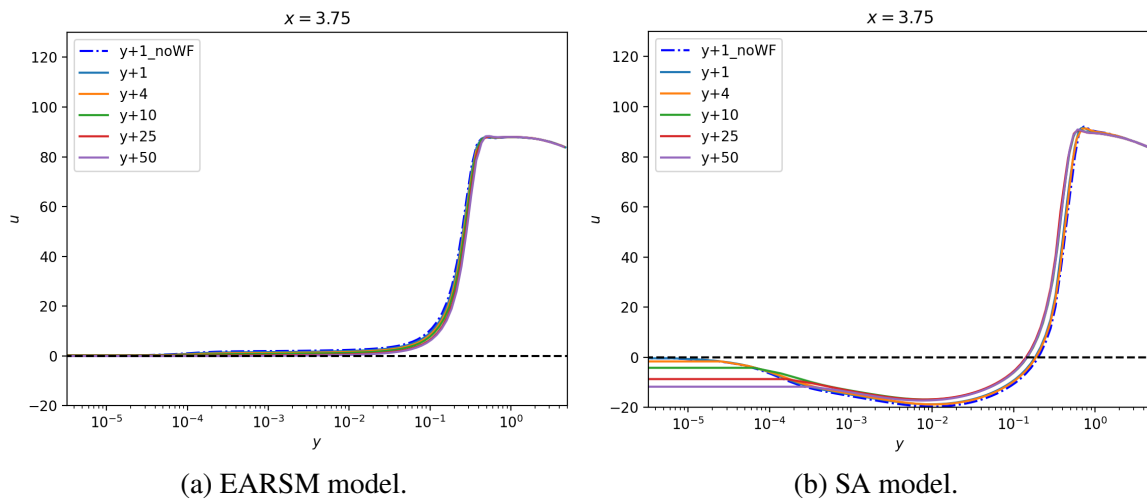 x = 3.75
y+1_noWF
y+1
y+4
y+10
y+25
y+50
120
100
80
60
40
20
0
−20
u
10⁻⁵
10⁻⁴
10⁻³
10⁻²
10⁻¹
10⁰
y
(a) EARSM model.
x = 3.75
y+1_noWF
y+1
y+4
y+10
y+25
y+50
120
100
80
60
40
20
0
−20
u
10⁻⁵
10⁻⁴
10⁻³
10⁻²
10⁻¹
10⁰
y
(b) SA model.